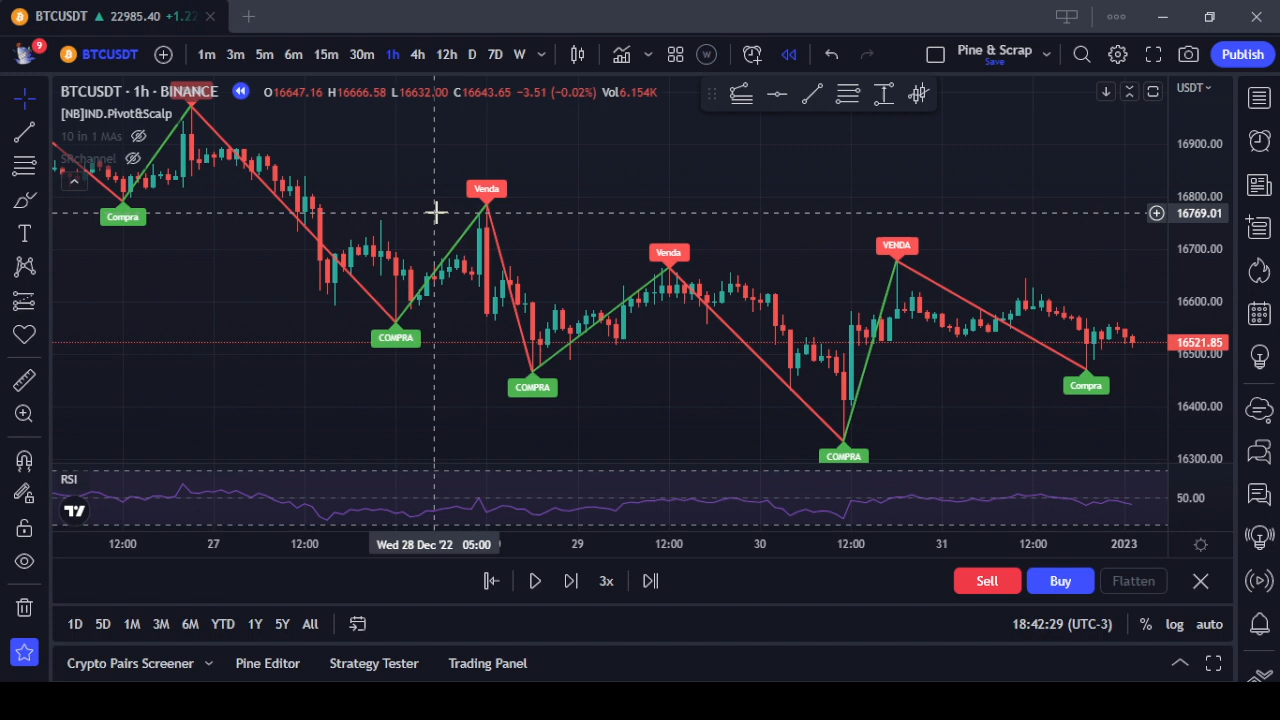 BTCUSDT ▲ 22985.40 +1.22
9
BTCUSDT
1m 3m 5m 6m 15m 30m 1h 4h 12h D 7D W
W
Pine & Scrap
Save
Publish
BTCUSDT · 1h · BINANCE
O16647.16 H16666.58 L16632.00 C16643.65 −3.51 (−0.02%) Vol6.154K
USDT
[NB]IND.Pivot&Scalp
10 in 1 MAs
SRchannel
16900.00
16800.00
16769.01
16700.00
16600.00
16521.85
16500.00
16400.00
16300.00
Compra
Venda
COMPRA
COMPRA
Venda
COMPRA
VENDA
Compra
RSI
50.00
12:00 27 12:00 Wed 28 Dec '22 05:00 29 12:00 30 12:00 31 12:00 2023
3x
Sell Buy Flatten
1D 5D 1M 3M 6M YTD 1Y 5Y All
18:42:29 (UTC-3) % log auto
Crypto Pairs Screener Pine Editor Strategy Tester Trading Panel